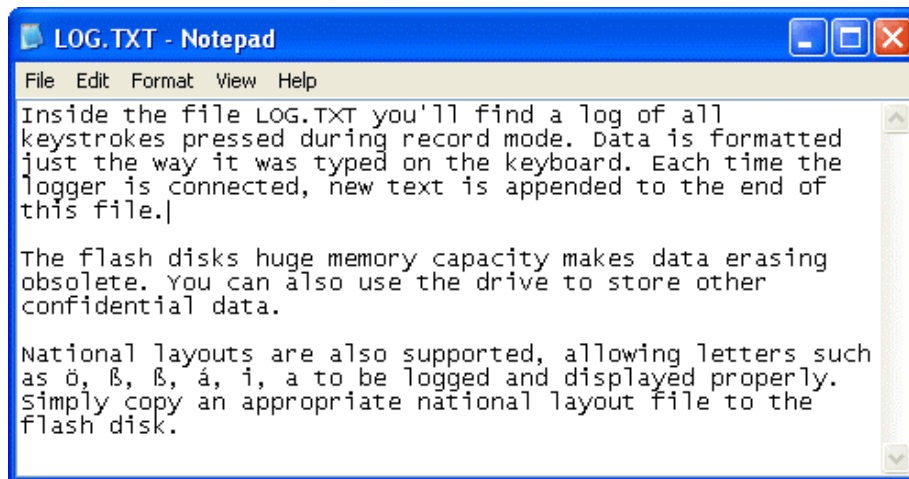 LOG.TXT - Notepad
File Edit Format View Help
Inside the file LOG.TXT you'll find a log of all
keystrokes pressed during record mode. Data is formatted
just the way it was typed on the keyboard. Each time the
logger is connected, new text is appended to the end of
this file.
The flash disks huge memory capacity makes data erasing
obsolete. You can also use the drive to store other
confidential data.
National layouts are also supported, allowing letters such
as ö, ß, ß, á, i, a to be logged and displayed properly.
Simply copy an appropriate national layout file to the
flash disk.